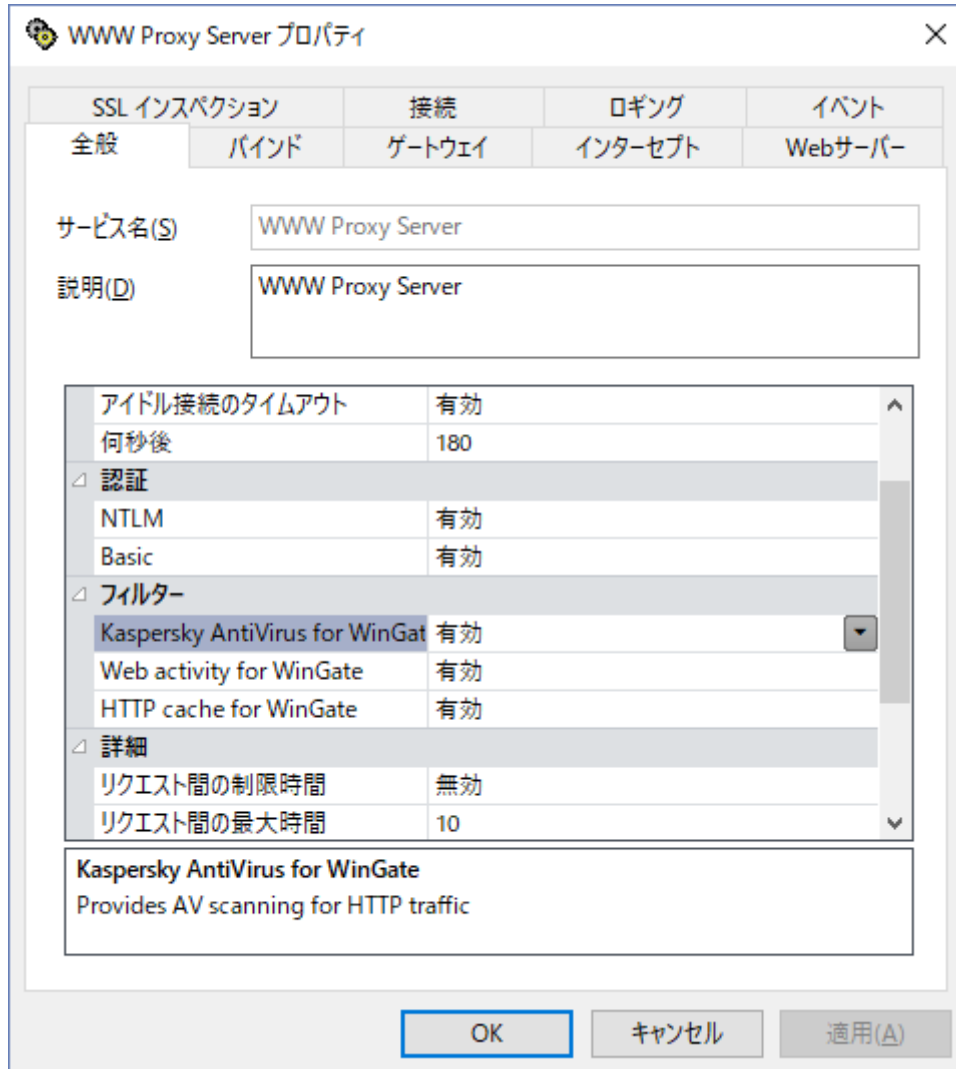 WWW Proxy Server プロパティ
SSL インスペクション 接続 ロギング イベント
全般 バインド ゲートウェイ インターセプト Webサーバー
サービス名(S) WWW Proxy Server
説明(D) WWW Proxy Server
アイドル接続のタイムアウト 有効
何秒後 180
認証
NTLM 有効
Basic 有効
フィルター
Kaspersky AntiVirus for WinGat 有効
Web activity for WinGate 有効
HTTP cache for WinGate 有効
詳細
リクエスト間の制限時間 無効
リクエスト間の最大時間 10
Kaspersky AntiVirus for WinGate
Provides AV scanning for HTTP traffic
OK キャンセル 適用(A)